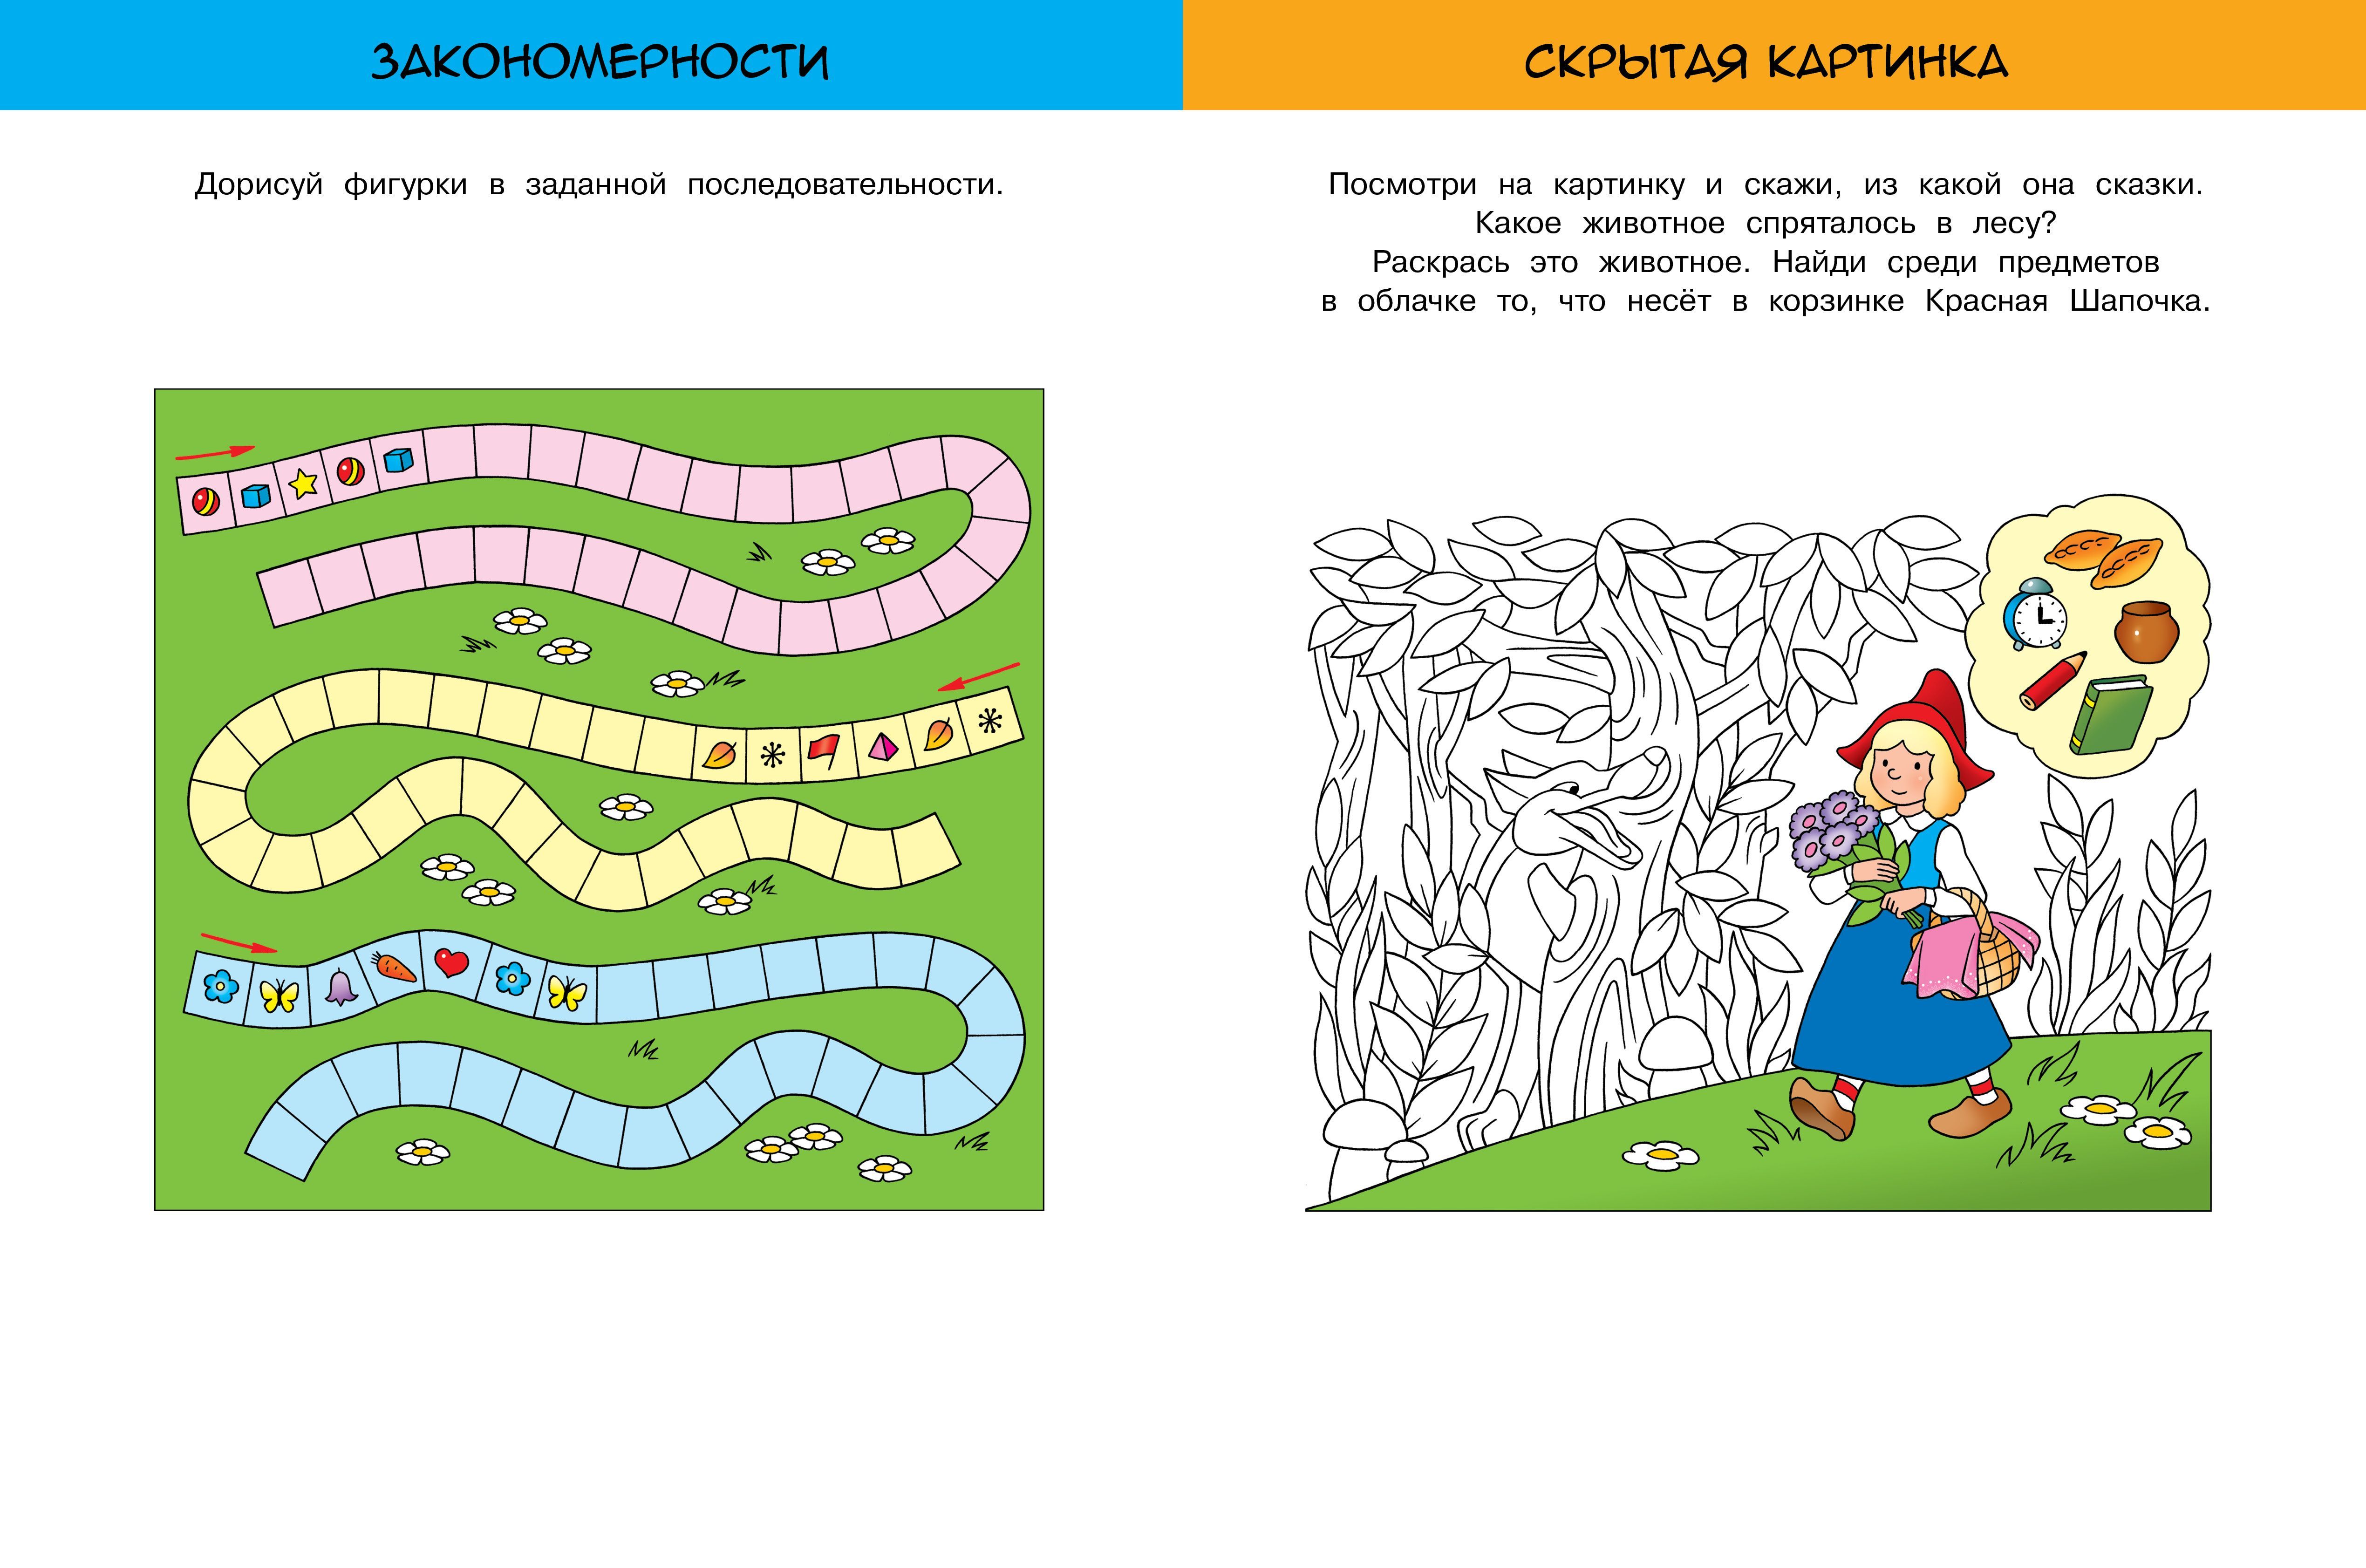 ЗАКОНОМЕРНОСТИ
Дорисуй фигурки в заданной последовательности.
СКРЫТАЯ КАРТИНКА
Посмотри на картинку и скажи, из какой она сказки.
Какое животное спряталось в лесу?
Раскрась это животное. Найди среди предметов
в облачке то, что несёт в корзинке Красная Шапочка.